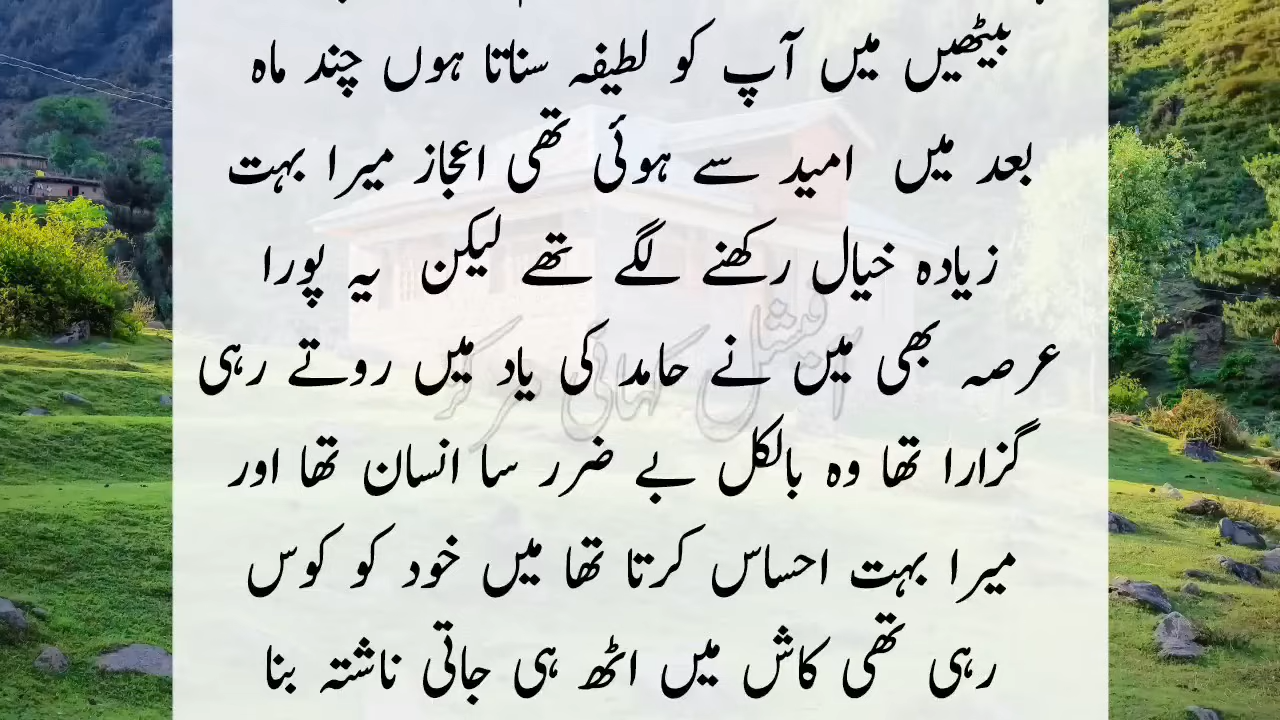 بیٹھیں میں آپ کو لطیفہ سناتا ہوں چند ماہ
بعد میں امید سے ہوئی تھی اعجاز میرا بہت
زیادہ خیال رکھنے لگے تھے لیکن یہ پورا
عرصہ بھی میں نے حامد کی یاد میں روتے رہی
گزارا تھا وہ بالکل بے ضرر سا انسان تھا اور
میرا بہت احساس کرتا تھا میں خود کو کوس
رہی تھی کاش میں اٹھ ہی جاتی ناشتہ بنا